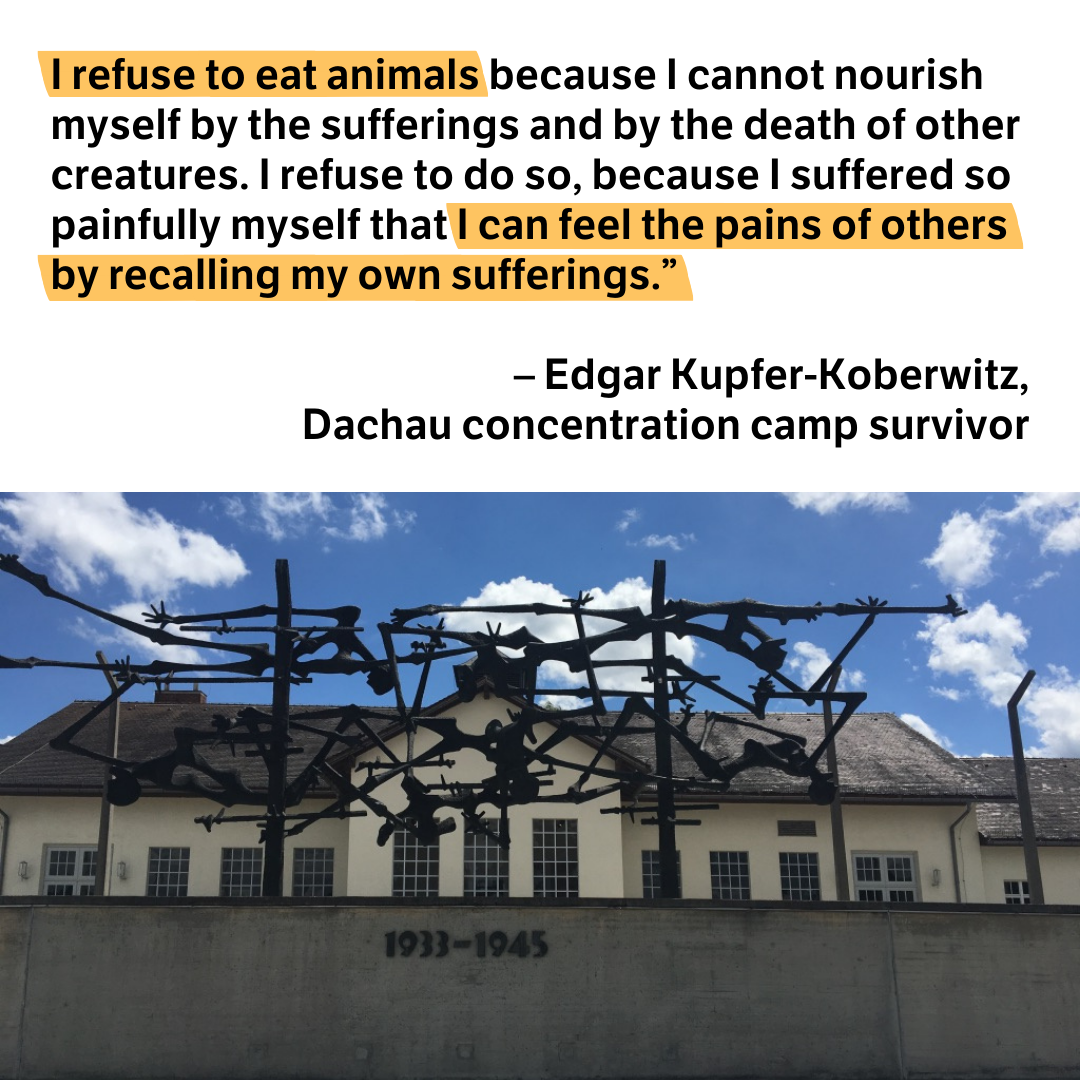 I refuse to eat animals because I cannot nourish
myself by the sufferings and by the death of other
creatures. I refuse to do so, because I suffered so
painfully myself that I can feel the pains of others
by recalling my own sufferings.”
– Edgar Kupfer-Koberwitz,
Dachau concentration camp survivor
1933–1945